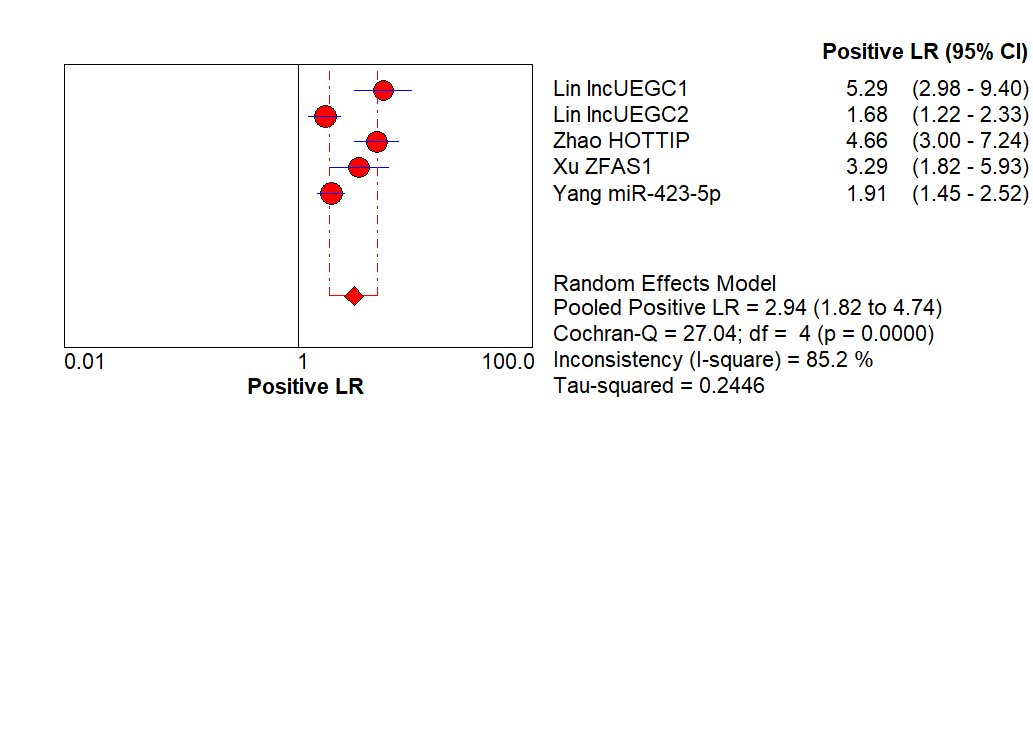 Positive LR (95% CI)
Lin lncUEGC1 5.29 (2.98 - 9.40)
Lin lncUEGC2 1.68 (1.22 - 2.33)
Zhao HOTTIP 4.66 (3.00 - 7.24)
Xu ZFAS1 3.29 (1.82 - 5.93)
Yang miR-423-5p 1.91 (1.45 - 2.52)
Random Effects Model
Pooled Positive LR = 2.94 (1.82 to 4.74)
Cochran-Q = 27.04; df =  4 (p = 0.0000)
Inconsistency (I-square) = 85.2 %
Tau-squared = 0.2446
0.01 1 100.0
Positive LR